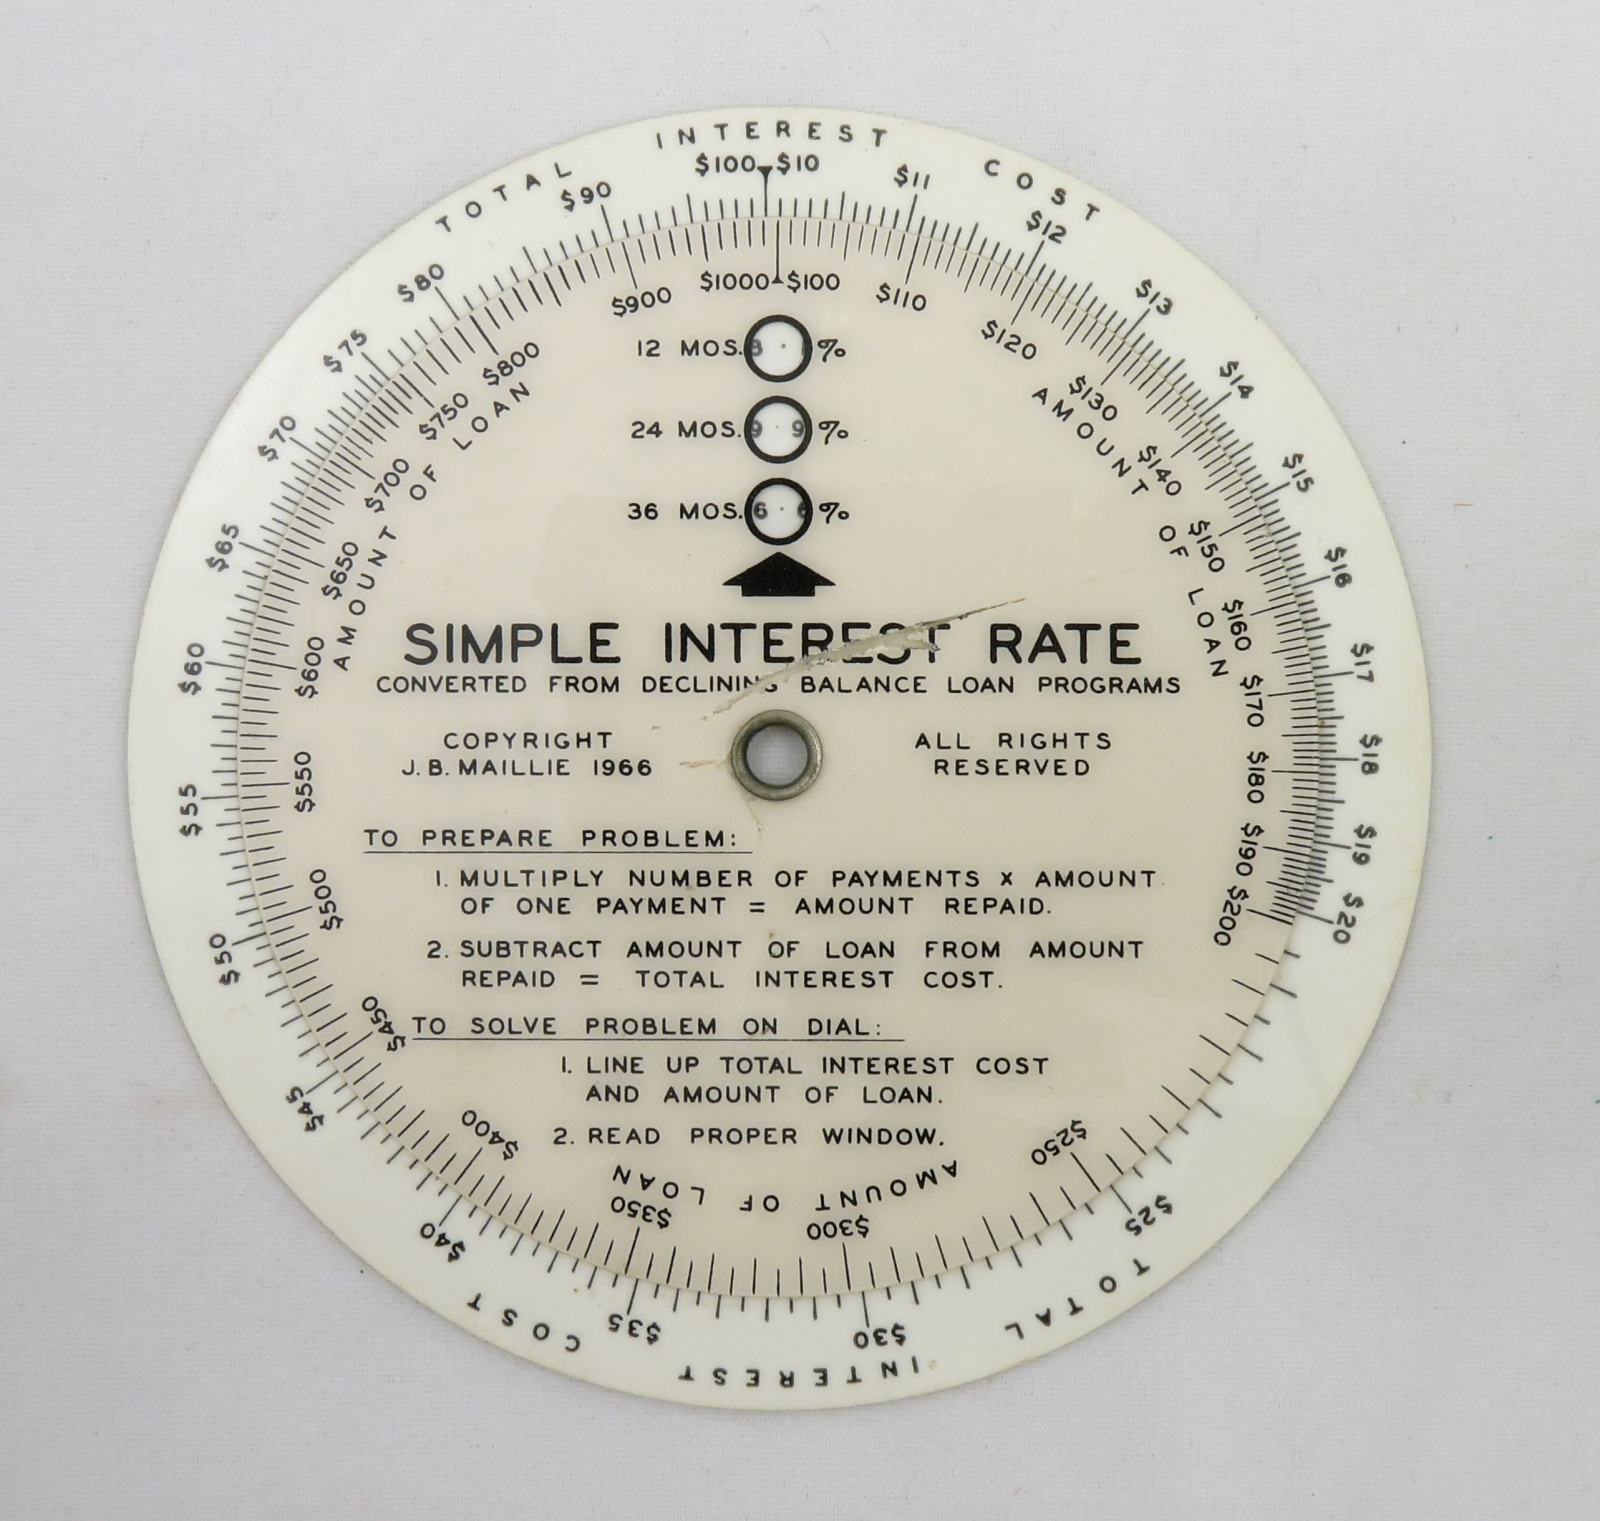 TOTAL INTEREST COST
$100 $10
$11
$12
$13
$14
$15
$16
$17
$18
$19
$20
$25
$30
$35
$40
$45
$50
$55
$60
$65
$70
$75
$80
$90
TOTAL INTEREST COST
$1000 $100
$110
$120
$130
$140
$150
$160
$170
$180
$190
$200
$250
$300
$350
$400
$450
$500
$550
$600
$650
$700
$750
$800
$900
AMOUNT OF LOAN
AMOUNT OF LOAN
AMOUNT OF LOAN
12 MOS. %
24 MOS. 9 9 %
36 MOS. 6 %
SIMPLE INTEREST RATE
CONVERTED FROM DECLINING BALANCE LOAN PROGRAMS
COPYRIGHT
J.B. MAILLIE 1966
ALL RIGHTS
RESERVED
TO PREPARE PROBLEM:
1. MULTIPLY NUMBER OF PAYMENTS x AMOUNT
OF ONE PAYMENT = AMOUNT REPAID.
2. SUBTRACT AMOUNT OF LOAN FROM AMOUNT
REPAID = TOTAL INTEREST COST.
TO SOLVE PROBLEM ON DIAL:
1. LINE UP TOTAL INTEREST COST
AND AMOUNT OF LOAN.
2. READ PROPER WINDOW.